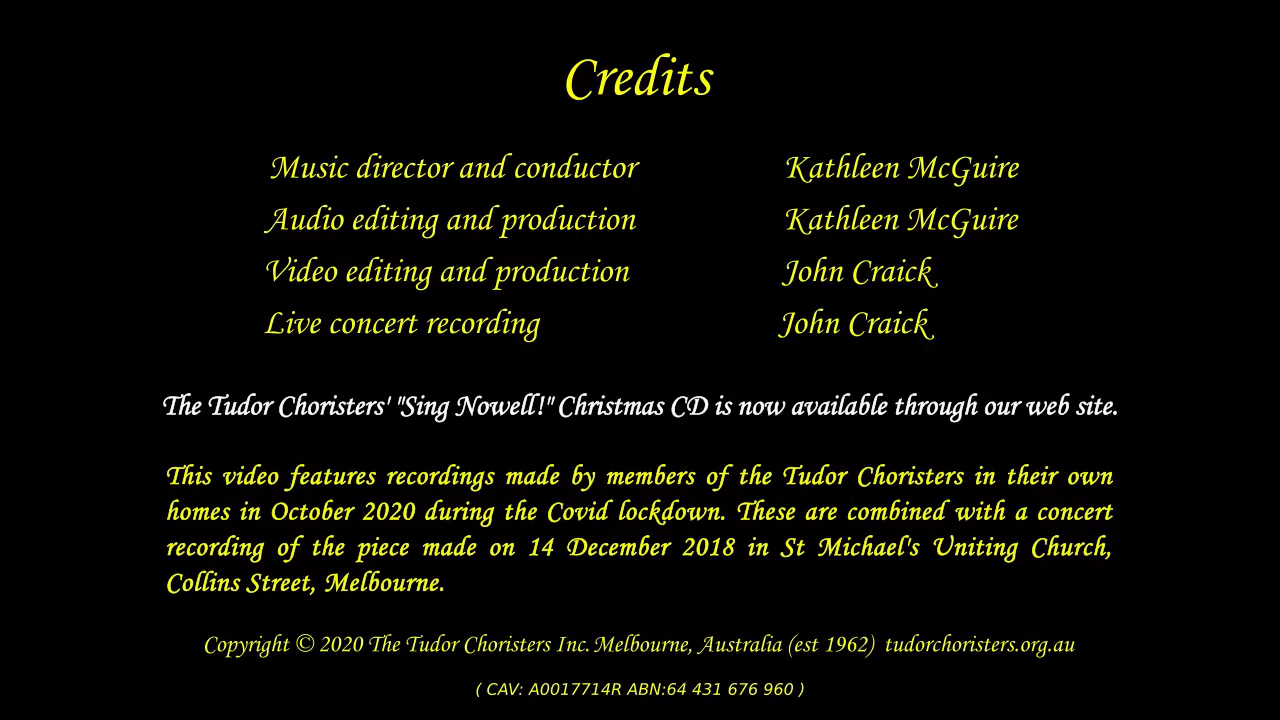 Credits
Music director and conductor Kathleen McGuire
Audio editing and production Kathleen McGuire
Video editing and production John Craick
Live concert recording John Craick
The Tudor Choristers' "Sing Nowell!" Christmas CD is now available through our web site.
This video features recordings made by members of the Tudor Choristers in their own
homes in October 2020 during the Covid lockdown. These are combined with a concert
recording of the piece made on 14 December 2018 in St Michael's Uniting Church,
Collins Street, Melbourne.
Copyright © 2020 The Tudor Choristers Inc. Melbourne, Australia (est 1962) tudorchoristers.org.au
( CAV: A0017714R ABN:64 431 676 960 )